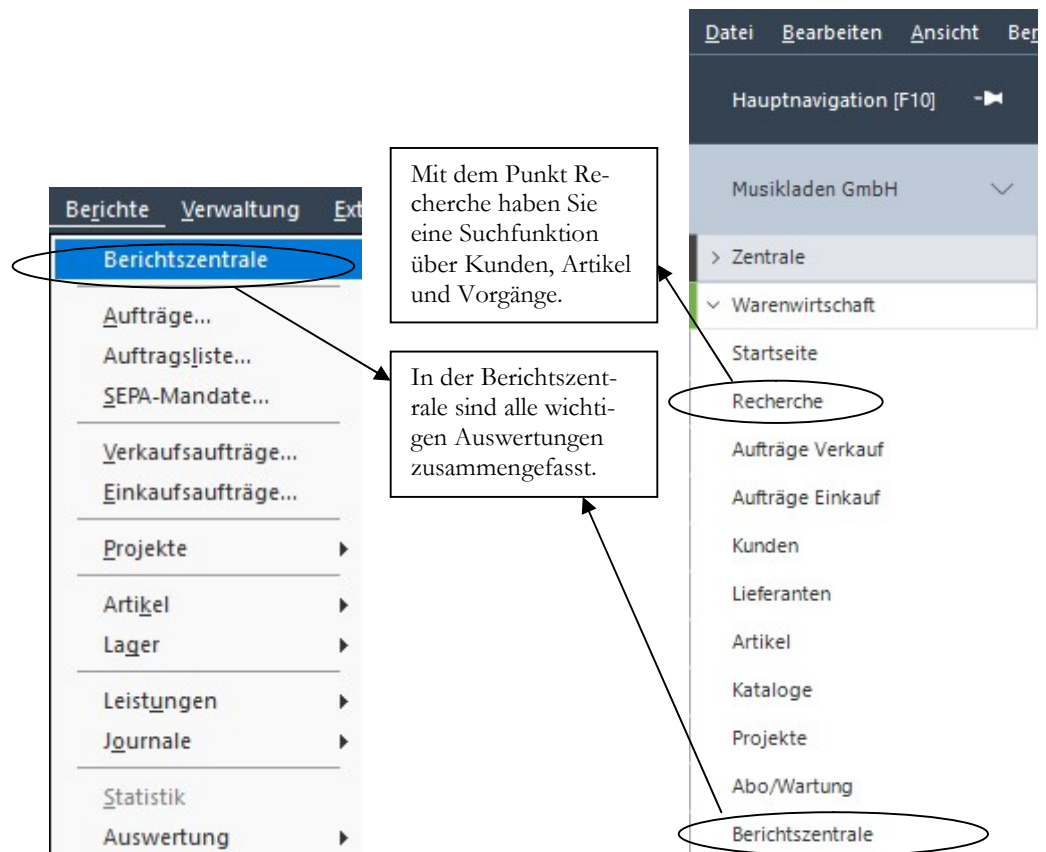 Berichte Verwaltung Ext
Berichtszentrale
Aufträge...
Auftragsliste...
SEPA-Mandate...
Verkaufsaufträge...
Einkaufsaufträge...
Projekte
Artikel
Lager
Leistungen
Journale
Statistik
Auswertung
Mit dem Punkt Re-
cherche haben Sie
eine Suchfunktion
über Kunden, Artikel
und Vorgänge.
In der Berichtszent-
rale sind alle wichti-
gen Auswertungen
zusammengefasst.
Datei Bearbeiten Ansicht Ber
Hauptnavigation [F10]
Musikladen GmbH
Zentrale
Warenwirtschaft
Startseite
Recherche
Aufträge Verkauf
Aufträge Einkauf
Kunden
Lieferanten
Artikel
Kataloge
Projekte
Abo/Wartung
Berichtszentrale